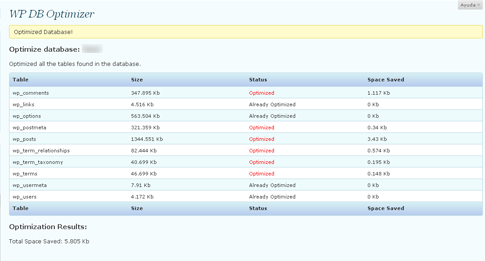 Ayuda
WP DB Optimizer
Optimized Database!
Optimize database:
Optimized all the tables found in the database.
Table Size Status Space Saved
wp_comments 347.895 Kb Optimized 1.117 Kb
wp_links 4.516 Kb Already Optimized 0 Kb
wp_options 563.504 Kb Already Optimized 0 Kb
wp_postmeta 321.359 Kb Optimized 0.34 Kb
wp_posts 1344.551 Kb Optimized 3.43 Kb
wp_term_relationships 82.444 Kb Optimized 0.574 Kb
wp_term_taxonomy 40.699 Kb Optimized 0.195 Kb
wp_terms 46.699 Kb Optimized 0.148 Kb
wp_usermeta 7.91 Kb Already Optimized 0 Kb
wp_users 4.172 Kb Already Optimized 0 Kb
Table Size Status Space Saved
Optimization Results:
Total Space Saved: 5.805 Kb